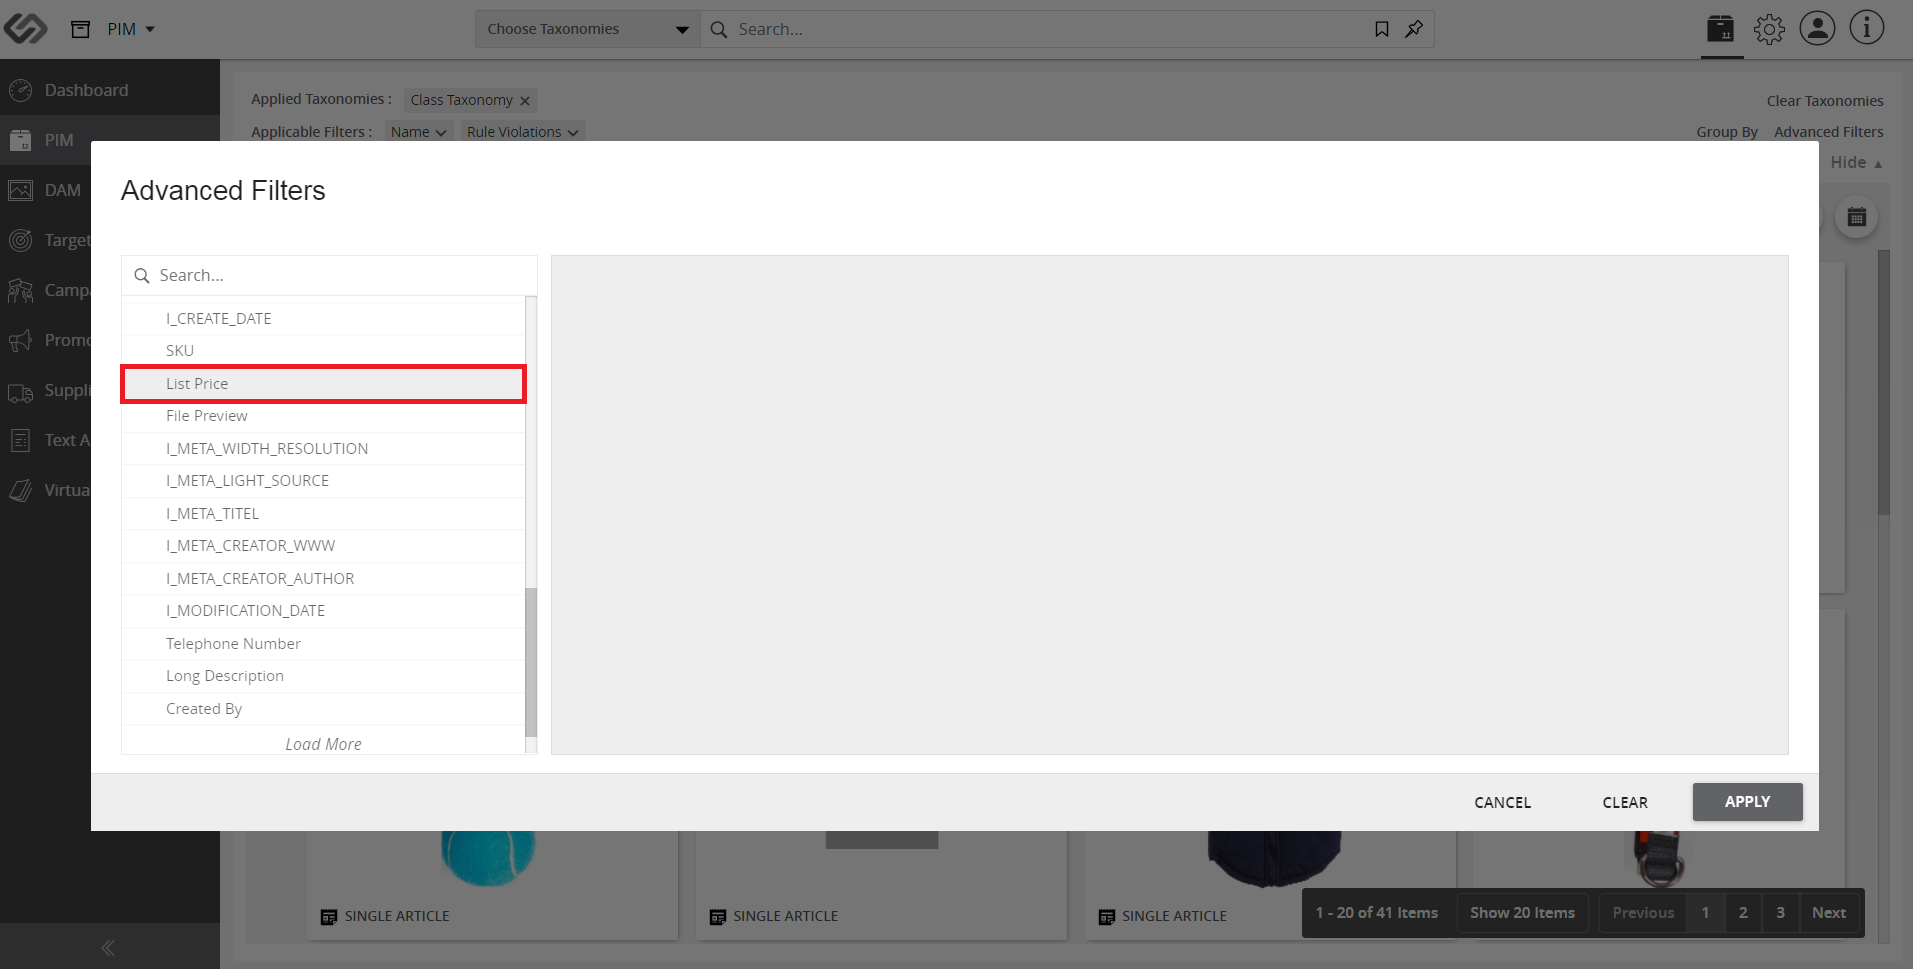 PIM
Choose Taxonomies
Search...
Dashboard
PIM
DAM
Target
Campa
Promo
Suppli
Text A
Virtua
Applied Taxonomies :
Class Taxonomy
Clear Taxonomies
Applicable Filters :
Name
Rule Violations
Group By
Advanced Filters
Hide
Advanced Filters
Search...
I_CREATE_DATE
SKU
List Price
File Preview
I_META_WIDTH_RESOLUTION
I_META_LIGHT_SOURCE
I_META_TITEL
I_META_CREATOR_WWW
I_META_CREATOR_AUTHOR
I_MODIFICATION_DATE
Telephone Number
Long Description
Created By
Load More
CANCEL
CLEAR
APPLY
SINGLE ARTICLE
SINGLE ARTICLE
SINGLE ARTICLE
1 - 20 of 41 Items
Show 20 Items
Previous
1
2
3
Next